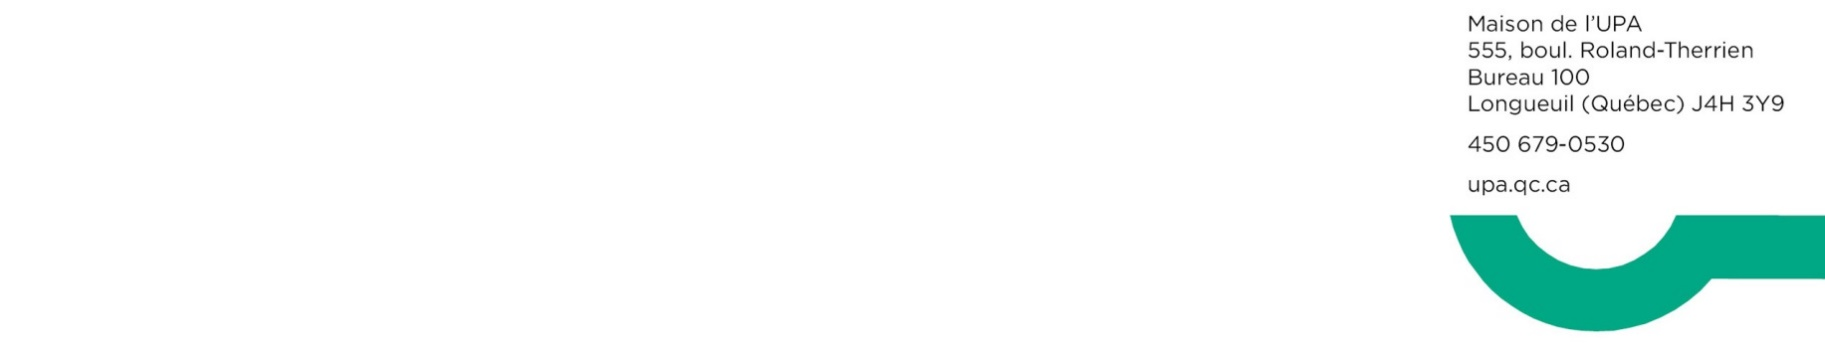 Maison de l’UPA
555, boul. Roland-Therrien
Bureau 100
Longueuil (Québec) J4H 3Y9
450 679-0530
upa.qc.ca